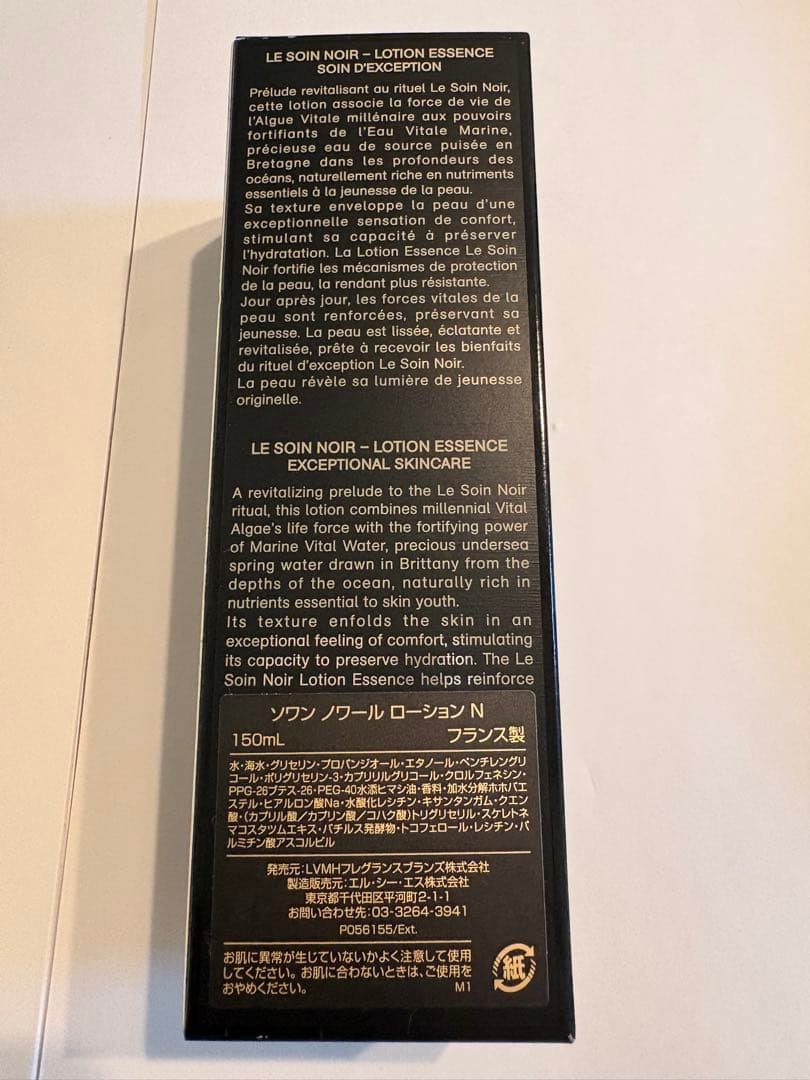 LE SOIN NOIR – LOTION ESSENCE
SOIN D'EXCEPTION
Prélude revitalisant au rituel Le Soin Noir,
cette lotion associe la force de vie de
l'Algue Vitale millénaire aux pouvoirs
fortifiants de l'Eau Vitale Marine,
précieuse eau de source puisée en
Bretagne dans les profondeurs des
océans, naturellement riche en nutriments
essentiels à la jeunesse de la peau.
Sa texture enveloppe la peau d'une
exceptionnelle sensation de confort,
stimulant sa capacité à préserver
l'hydratation. La Lotion Essence Le Soin
Noir fortifie les mécanismes de protection
de la peau, la rendant plus résistante.
Jour après jour, les forces vitales de la
peau sont renforcées, préservant sa
jeunesse. La peau est lissée, éclatante et
revitalisée, prête à recevoir les bienfaits
du rituel d'exception Le Soin Noir.
La peau révèle sa lumière de jeunesse
originelle.
LE SOIN NOIR – LOTION ESSENCE
EXCEPTIONAL SKINCARE
A revitalizing prelude to the Le Soin Noir
ritual, this lotion combines millennial Vital
Algae's life force with the fortifying power
of Marine Vital Water, precious undersea
spring water drawn in Brittany from the
depths of the ocean, naturally rich in
nutrients essential to skin youth.
Its texture enfolds the skin in an
exceptional feeling of comfort, stimulating
its capacity to preserve hydration. The Le
Soin Noir Lotion Essence helps reinforce
ソワン ノワール ローション N
150mL フランス製
水・海水・グリセリン・プロパンジオール・エタノール・ペンチレングリ
コール・ポリグリセリン-3・カプリリルグリコール・クロルフェネシン・
PPG-26ブテス-26・PEG-40水添ヒマシ油・香料・加水分解ホホバエ
ステル・ヒアルロン酸Na・水酸化レシチン・キサンタンガム・クエン
酸・(カプリル酸/カプリン酸/コハク酸)トリグリセリル・スケレトネ
マコスタツムエキス・バチルス発酵物・トコフェロール・レシチン・パ
ルミチン酸アスコルビル
発売元:LVMHフレグランスブランズ株式会社
製造販売元:エル・シー・エス株式会社
東京都千代田区平河町2-1-1
お問い合わせ先:03-3264-3941
P056155/Ext.
お肌に異常が生じていないかよく注意して使用
してください。お肌に合わないときは、ご使用を
おやめください。 M1
紙